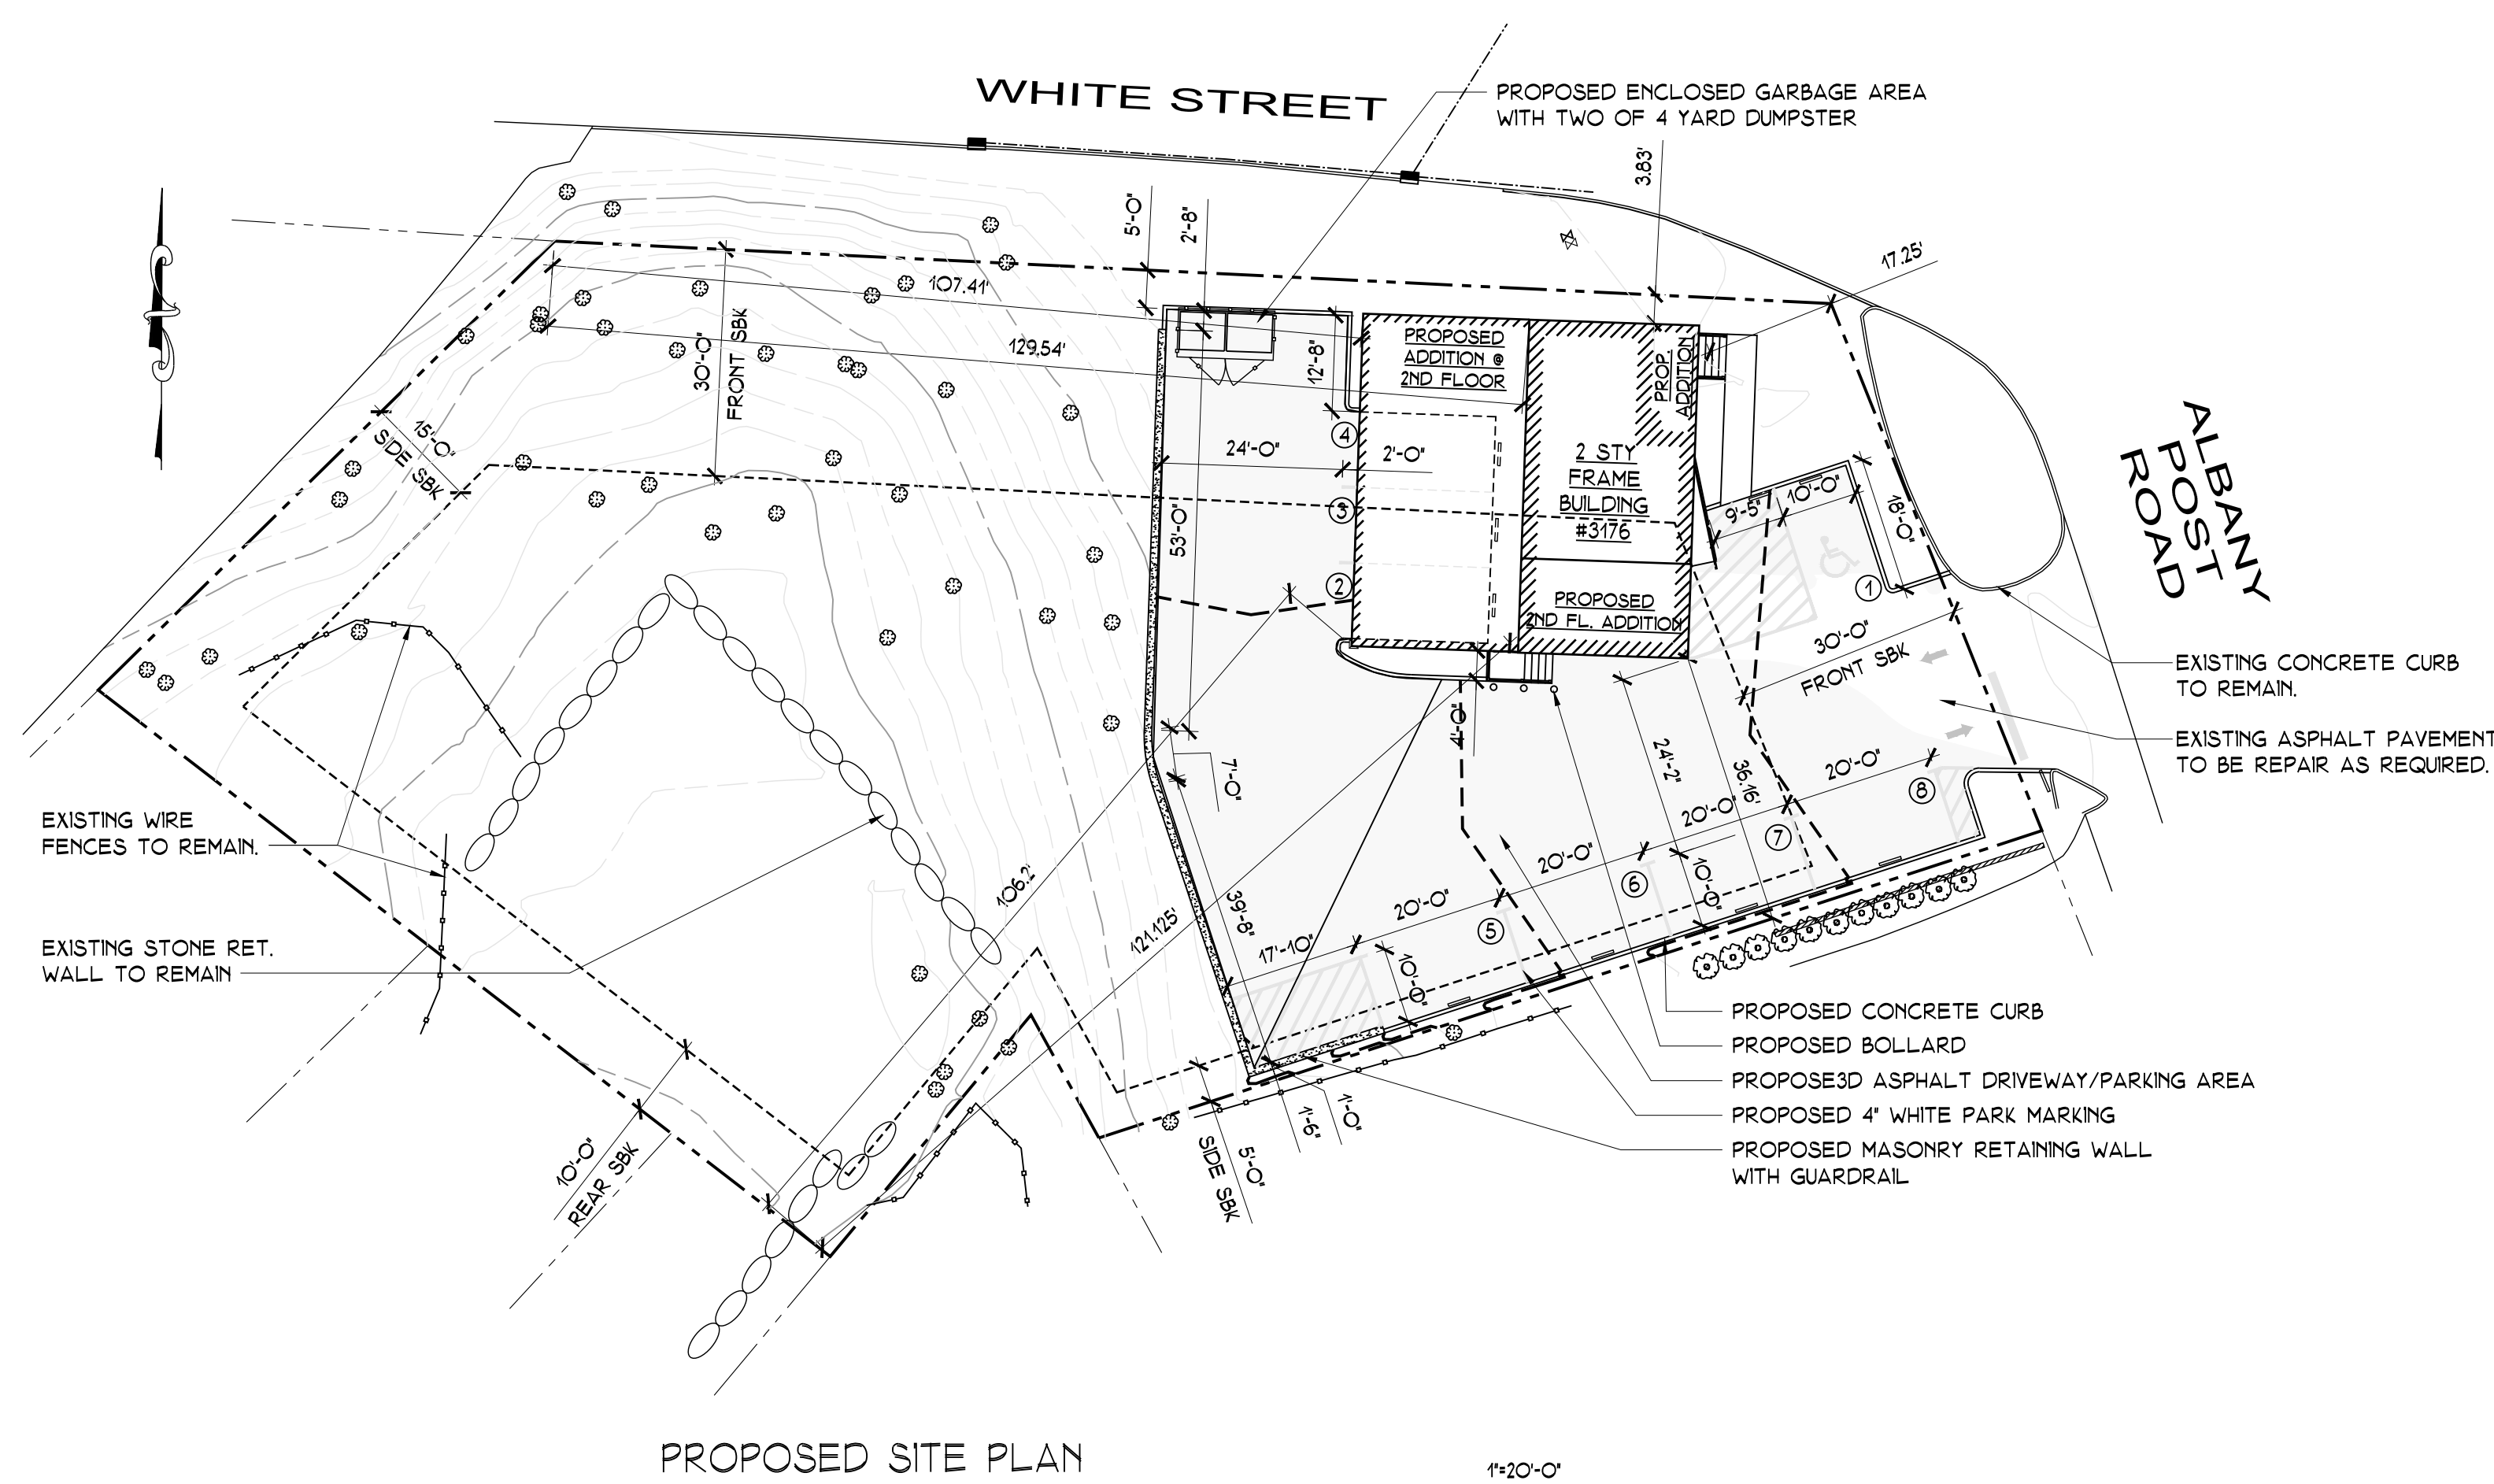 WHITE STREET
PROPOSED ENCLOSED GARBAGE AREA
WITH TWO OF 4 YARD DUMPSTER
3.83'
5'-0"
2'-8"
17.25'
107.41'
129.54'
30'-0"
FRONT SBK
15'-0"
SIDE SBK
12'-8"
PROPOSED
ADDITION @
2ND FLOOR
PROP.
ADDITION
4
24'-0"
2'-0"
2 STY
FRAME
BUILDING
#3176
3
53'-0"
2
9'-5"
10'-0"
18'-0"
1
ALBANY
POST
ROAD
PROPOSED
2ND FL. ADDITION
30'-0"
FRONT SBK
EXISTING CONCRETE CURB
TO REMAIN.
EXISTING ASPHALT PAVEMENT
TO BE REPAIR AS REQUIRED.
4'-0"
7'-0"
24'-2"
36.16'
20'-0"
8
20'-0"
7
20'-0"
6
10'-0"
20'-0"
5
17'-10"
10'-0"
39'-8"
106.2'
121.125'
EXISTING WIRE
FENCES TO REMAIN.
EXISTING STONE RET.
WALL TO REMAIN
PROPOSED CONCRETE CURB
PROPOSED BOLLARD
PROPOSE3D ASPHALT DRIVEWAY/PARKING AREA
PROPOSED 4" WHITE PARK MARKING
PROPOSED MASONRY RETAINING WALL
WITH GUARDRAIL
1'-6"
1'-0"
5'-0"
SIDE SBK
10'-0"
REAR SBK
PROPOSED SITE PLAN
1"=20'-0"